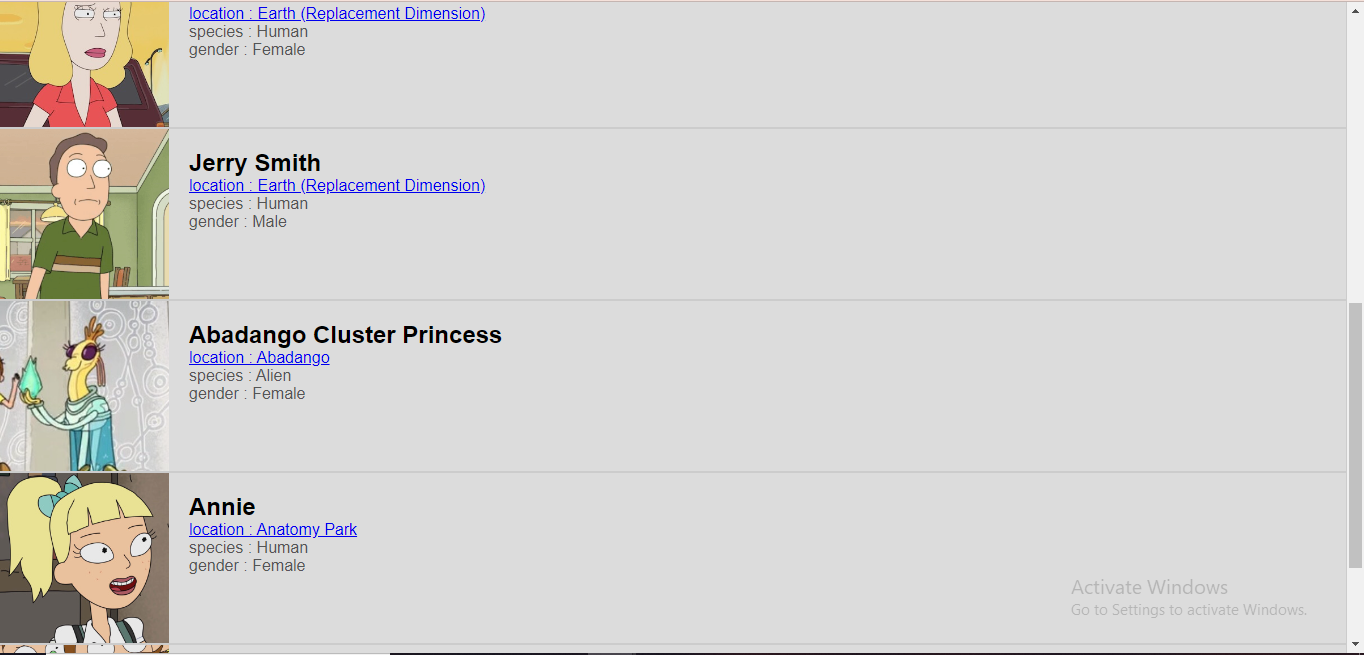 location : Earth (Replacement Dimension)
species : Human
gender : Female
Jerry Smith
location : Earth (Replacement Dimension)
species : Human
gender : Male
Abadango Cluster Princess
location : Abadango
species : Alien
gender : Female
Annie
location : Anatomy Park
species : Human
gender : Female
Activate Windows
Go to Settings to activate Windows.